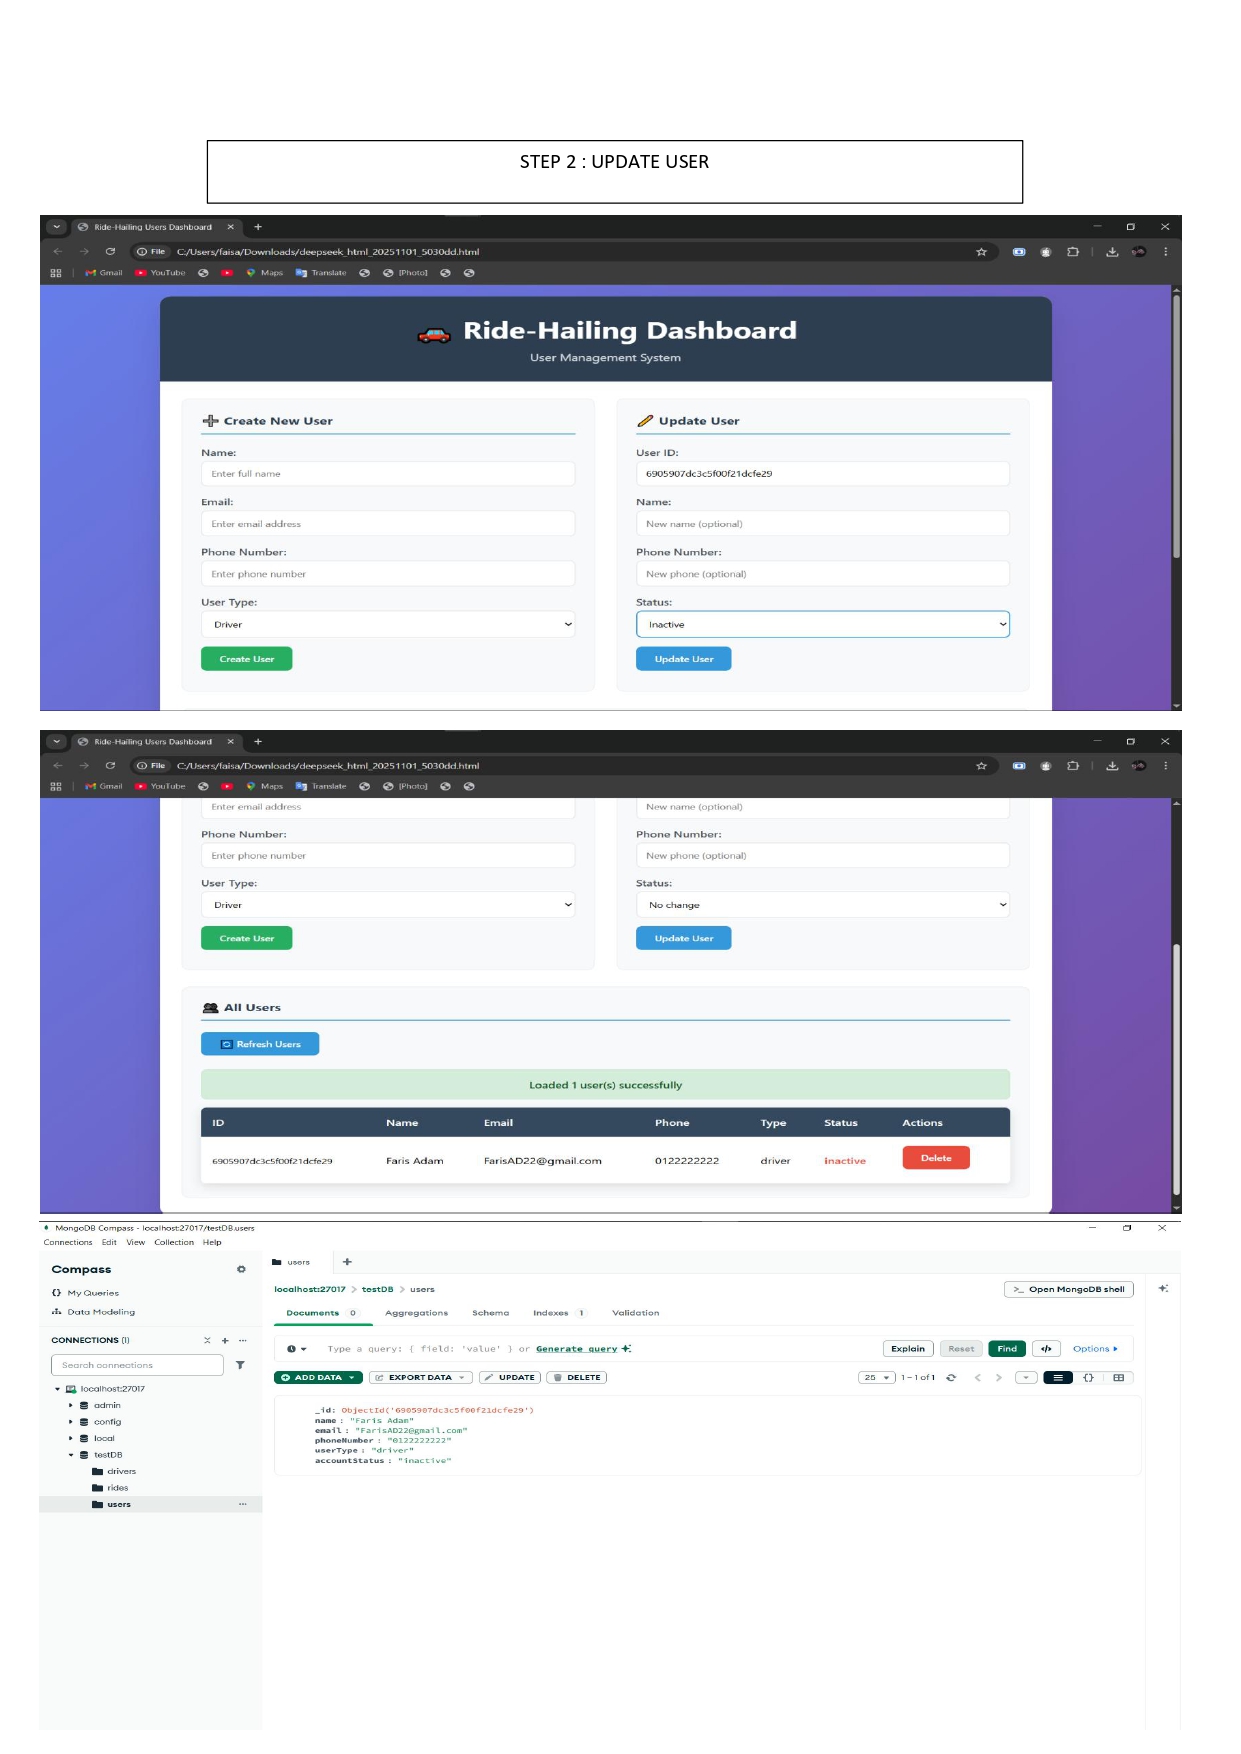 STEP 2 : UPDATE USER
Ride-Hailing Users Dashboard
File C:/Users/faisa/Downloads/deepseek_html_20251101_5030dd.html
Gmail YouTube Maps Translate [Photo]
Ride-Hailing Dashboard
User Management System
Create New User
Name:
Enter full name
Email:
Enter email address
Phone Number:
Enter phone number
User Type:
Driver
Create User
Update User
User ID:
6905907dc3c5f00f21dcfe29
Name:
New name (optional)
Phone Number:
New phone (optional)
Status:
Inactive
Update User
Ride-Hailing Users Dashboard
File C:/Users/faisa/Downloads/deepseek_html_20251101_5030dd.html
Gmail YouTube Maps Translate [Photo]
Enter email address
Phone Number:
Enter phone number
User Type:
Driver
Create User
New name (optional)
Phone Number:
New phone (optional)
Status:
No change
Update User
All Users
Refresh Users
Loaded 1 user(s) successfully
ID Name Email Phone Type Status Actions
6905907dc3c5f00f21dcfe29 Faris Adam FarisAD22@gmail.com 0122222222 driver inactive Delete
MongoDB Compass - localhost:27017/testDB.users
Connections Edit View Collection Help
Compass
My Queries
Data Modeling
CONNECTIONS (1)
Search connections
localhost:27017
admin
config
local
testDB
drivers
rides
users
users
localhost:27017 > testDB > users
Open MongoDB shell
Documents 0 Aggregations Schema Indexes 1 Validation
Type a query: { field: 'value' } or Generate query
Explain Reset Find Options
ADD DATA EXPORT DATA UPDATE DELETE
25 1-1 of 1
_id: ObjectId('6905907dc3c5f00f21dcfe29')
name : "Faris Adam"
email : "FarisAD22@gmail.com"
phoneNumber : "0122222222"
userType : "driver"
accountStatus : "inactive"